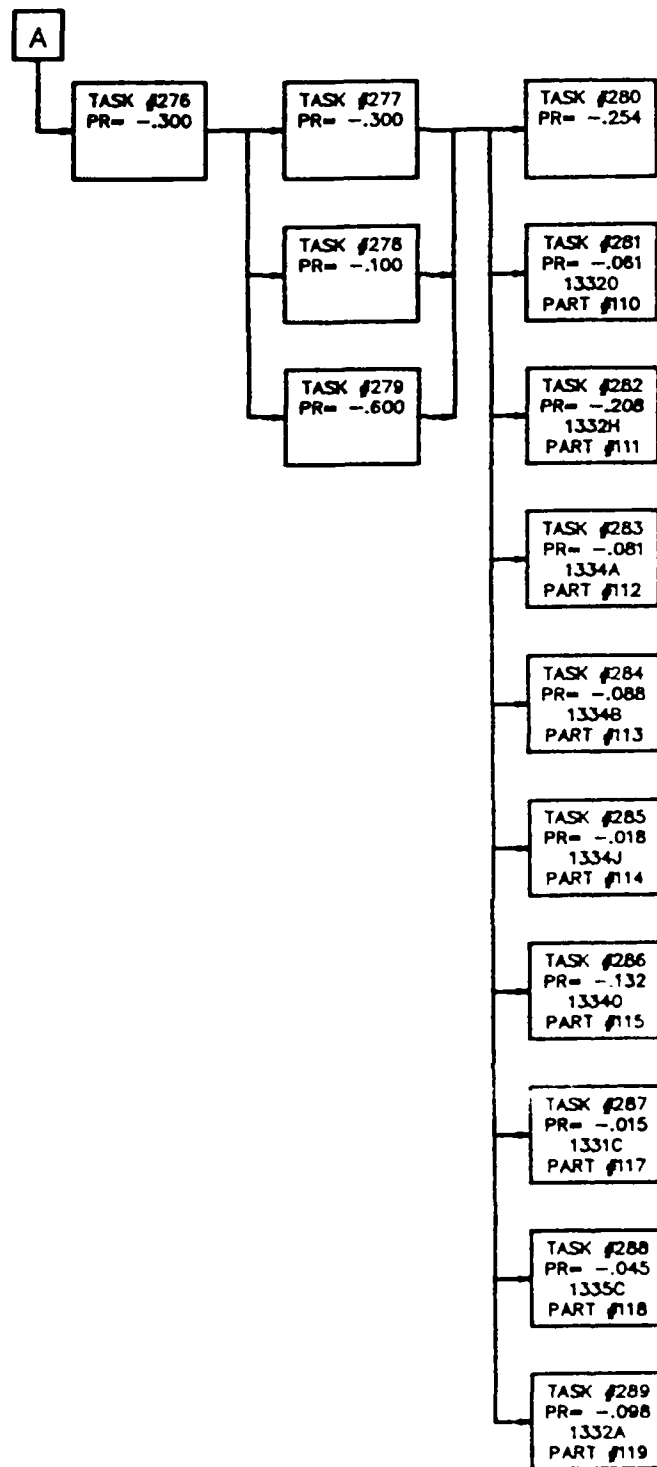 A
TASK #276
PR= -.300
TASK #277
PR= -.300
TASK #278
PR= -.100
TASK #279
PR= -.600
TASK #280
PR= -.254
TASK #281
PR= -.061
13320
PART #110
TASK #282
PR= -.208
1332H
PART #111
TASK #283
PR= -.081
1334A
PART #112
TASK #284
PR= -.088
1334B
PART #113
TASK #285
PR= -.018
1334J
PART #114
TASK #286
PR= -.132
13340
PART #115
TASK #287
PR= -.015
1331C
PART #117
TASK #288
PR= -.045
1335C
PART #118
TASK #289
PR= -.098
1332A
PART #119